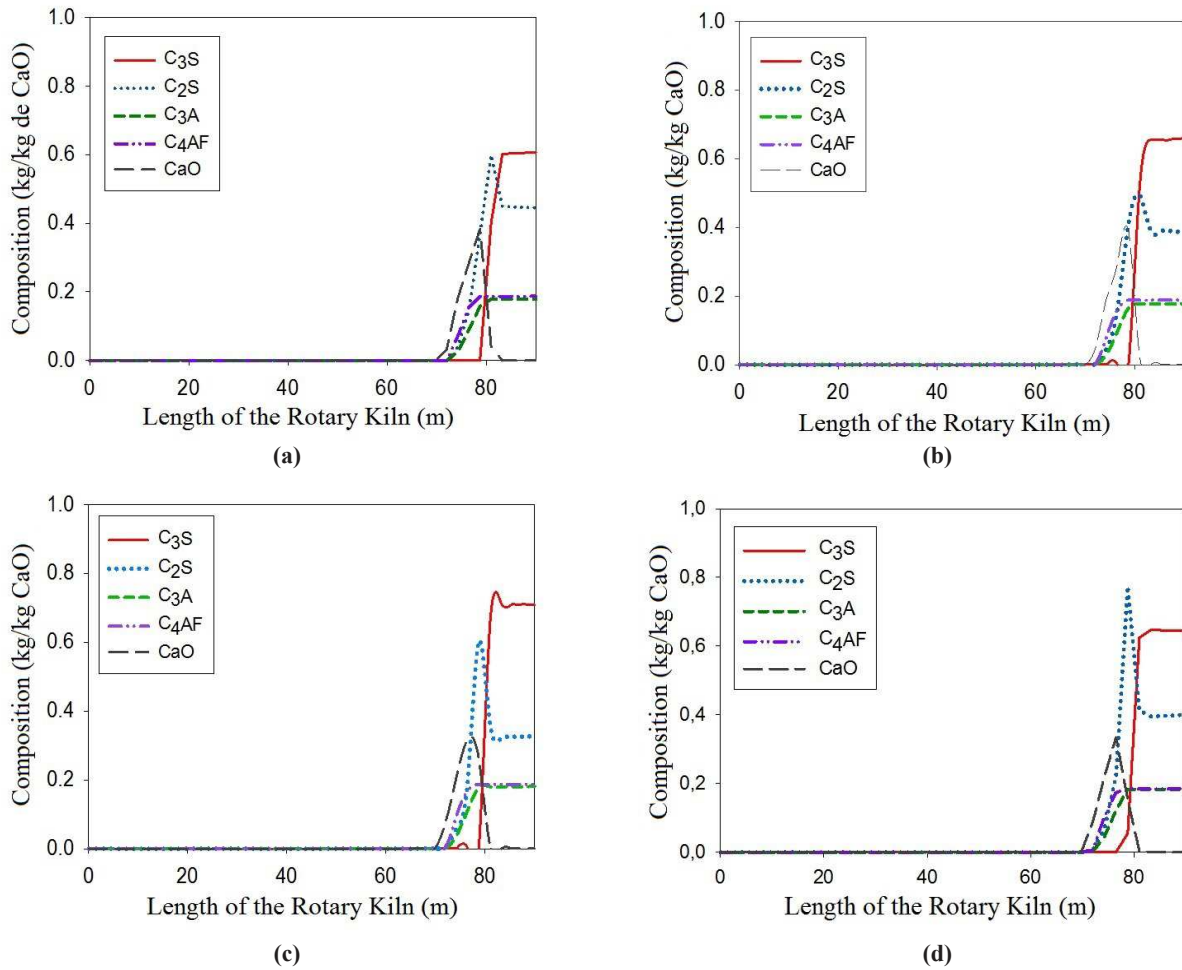 Composition (kg/kg de CaO)
1.0
0.8
0.6
0.4
0.2
0.0
C3S
C2S
C3A
C4AF
CaO
0 20 40 60 80
Length of the Rotary Kiln (m)
(a)
Composition (kg/kg CaO)
1.0
0.8
0.6
0.4
0.2
0.0
C3S
C2S
C3A
C4AF
CaO
0 20 40 60 80
Length of the Rotary Kiln (m)
(b)
Composition (kg/kg CaO)
1.0
0.8
0.6
0.4
0.2
0.0
C3S
C2S
C3A
C4AF
CaO
0 20 40 60 80
Length of the Rotary Kiln (m)
(c)
Composition (kg/kg CaO)
1,0
0,8
0,6
0,4
0,2
0,0
C3S
C2S
C3A
C4AF
CaO
0 20 40 60 80
Length of the Rotary Kiln (m)
(d)